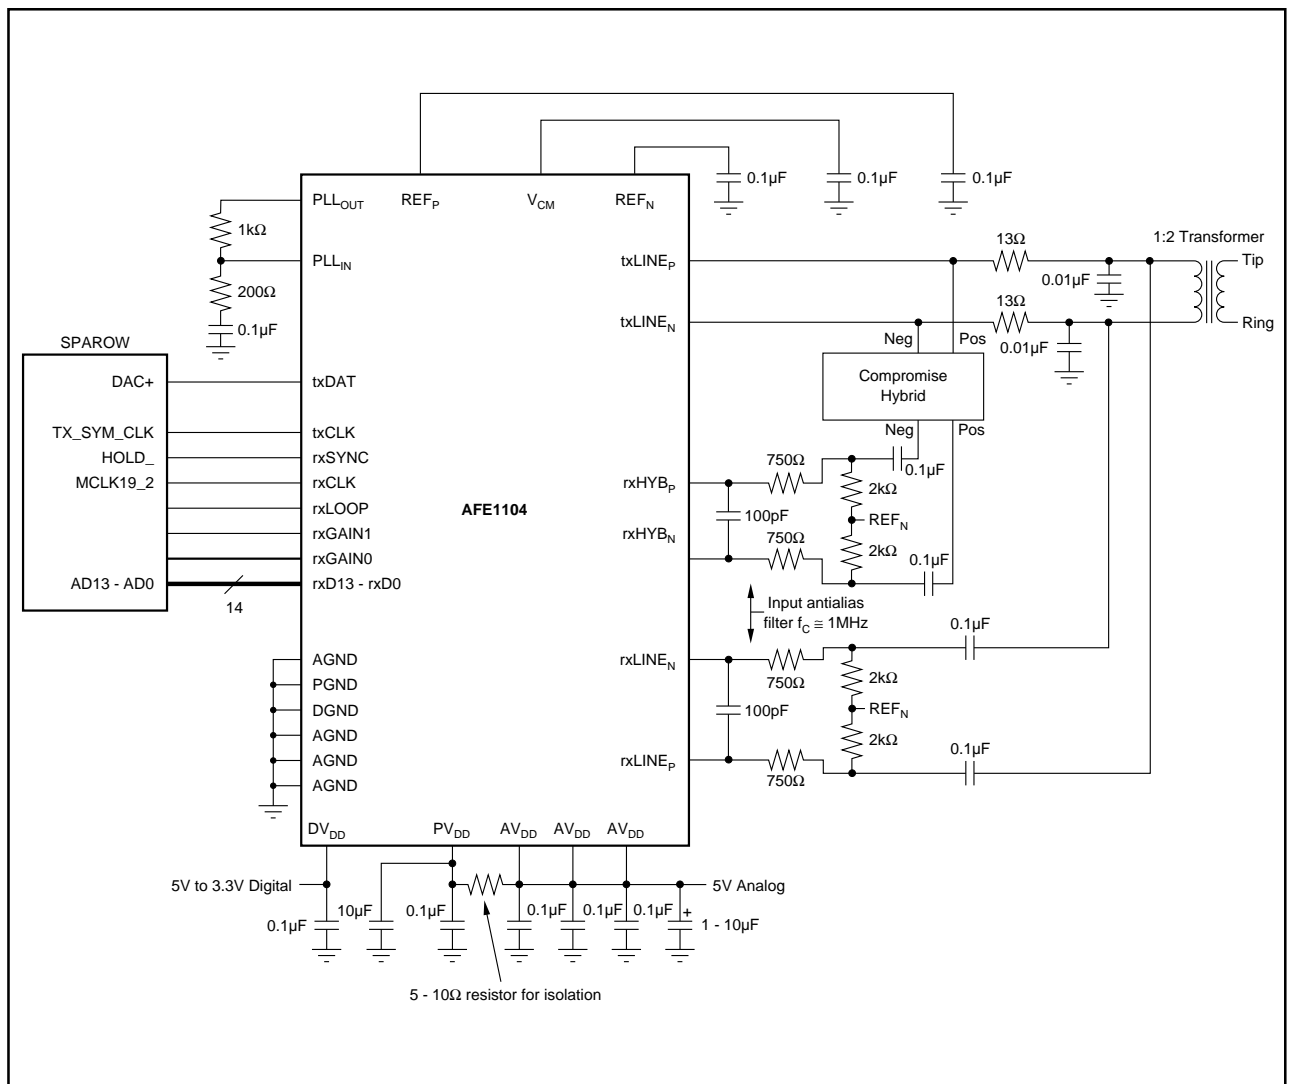 0.1µF
0.1µF
0.1µF
PLLOUT
REFP
VCM
REFN
1kΩ
PLLIN
200Ω
0.1µF
txLINEP
13Ω
1:2 Transformer
Tip
0.01µF
txLINEN
13Ω
Ring
0.01µF
Neg
Pos
Compromise
Hybrid
Neg
Pos
SPAROW
DAC+
txDAT
TX_SYM_CLK
txCLK
HOLD_
rxSYNC
MCLK19_2
rxCLK
rxLOOP
rxGAIN1
rxGAIN0
AD13 - AD0
rxD13 - rxD0
14
AFE1104
rxHYBP
750Ω
0.1µF
2kΩ
100pF
REFN
rxHYBN
750Ω
2kΩ
0.1µF
Input antialias
filter fC ≅ 1MHz
0.1µF
AGND
PGND
DGND
AGND
AGND
AGND
rxLINEN
750Ω
2kΩ
100pF
REFN
2kΩ
0.1µF
rxLINEP
750Ω
DVDD
PVDD
AVDD
AVDD
AVDD
5V to 3.3V Digital
5V Analog
0.1µF
10µF
0.1µF
0.1µF
0.1µF
0.1µF
+
1 - 10µF
5 - 10Ω resistor for isolation